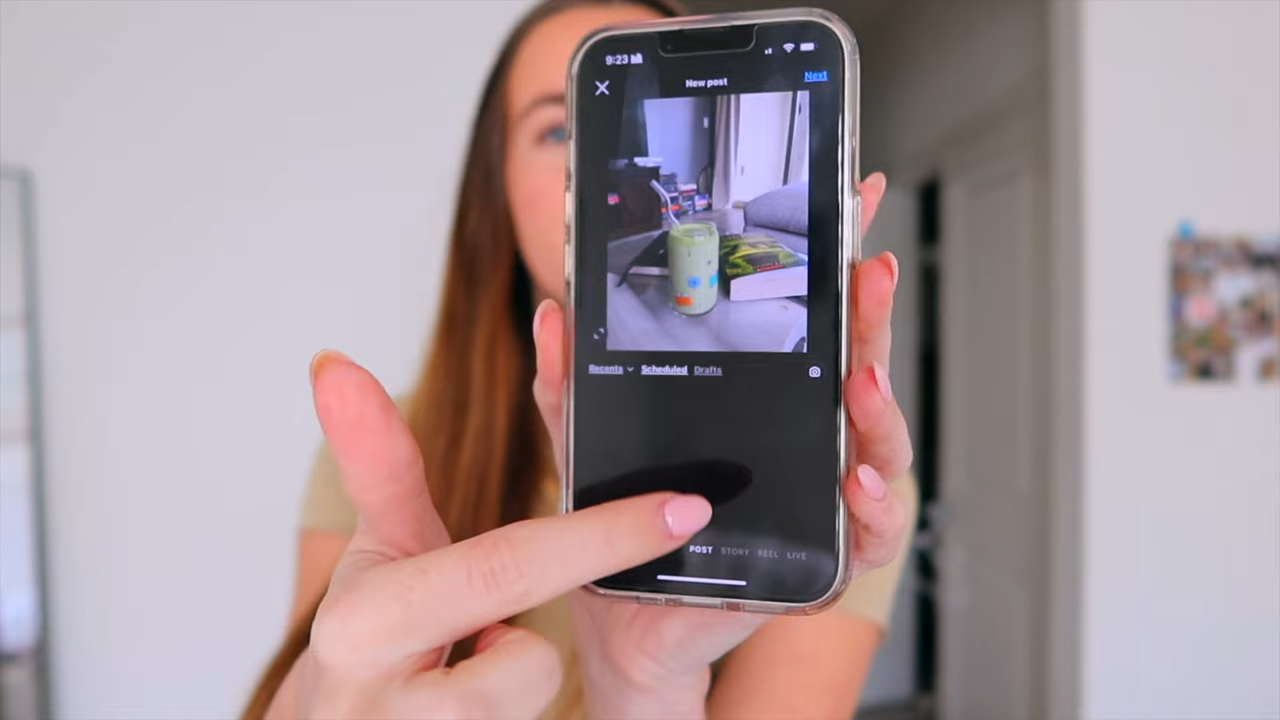 9:23
New post
Next
Recents Scheduled Drafts
POST STORY REEL LIVE